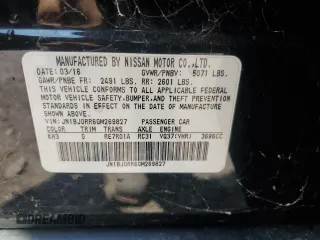 MANUFACTURED BY NISSAN MOTOR CO.,LTD.
DATE: 03/16 GVWR/PNBV: 5071 LBS.
GAWR/PNBE FR: 2491 LBS. RR: 2601 LBS.
THIS VEHICLE CONFORMS TO ALL APPLICABLE
FEDERAL MOTOR VEHICLE SAFETY, BUMPER, AND THEFT PREVENTION
STANDARDS IN EFFECT ON THE DATE OF MANUFACTURE
SHOWN ABOVE.
VIN: JN1BJ0RR6GM269827 PASSENGER CAR
COLOR TRIM TRANS AXLE ENGINE
KH3 G RE7R01A RC31 VQ37(VHR) 3696CC
JN1BJ0RR6GM269827